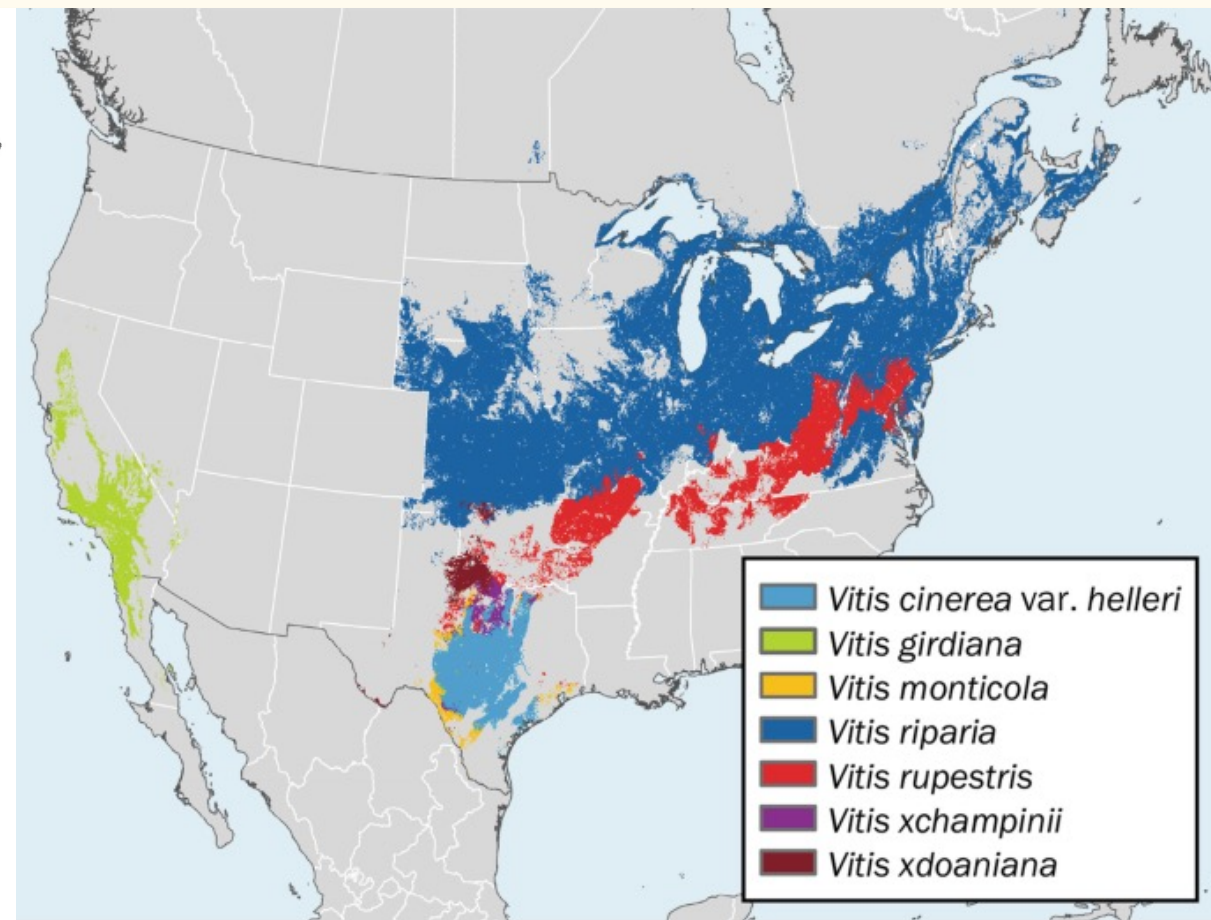 Vitis cinerea var. helleri
Vitis girdiana
Vitis monticola
Vitis riparia
Vitis rupestris
Vitis xchampinii
Vitis xdoaniana